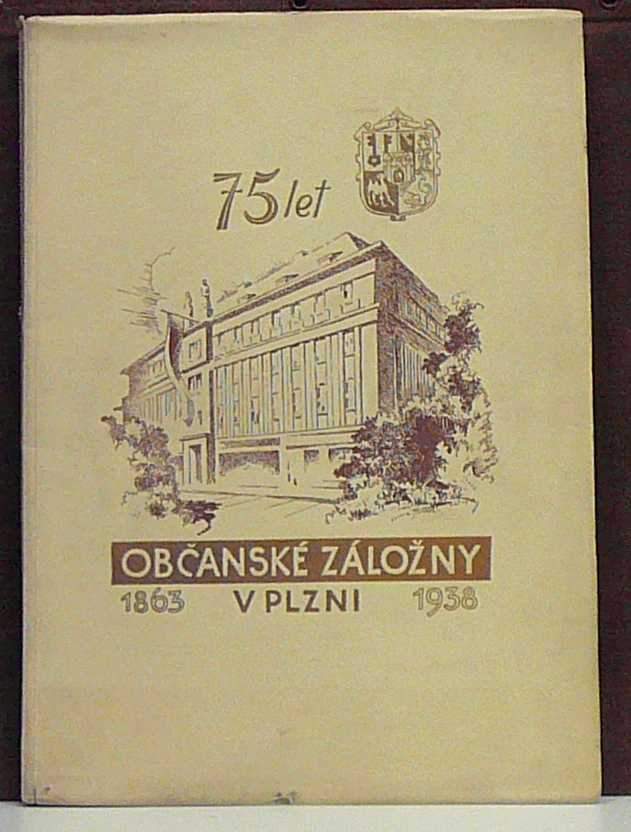 75 let
OBČANSKÉ ZÁLOŽNY
1863 V PLZNI 1938